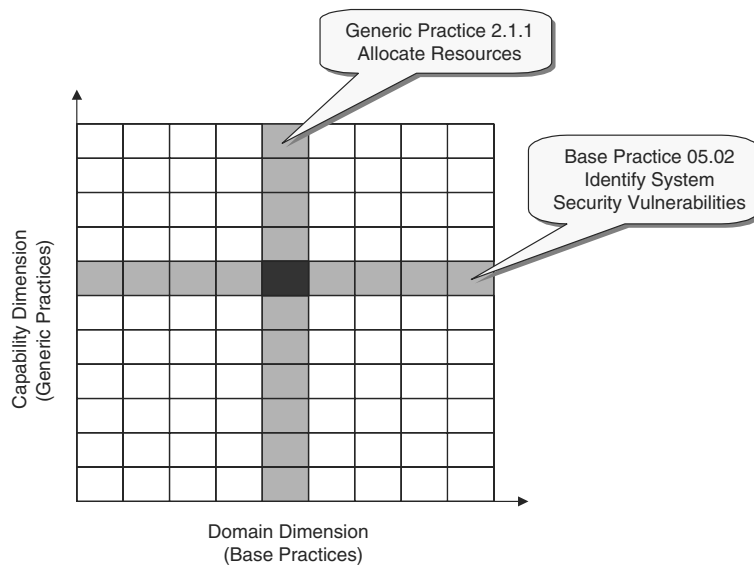 Generic Practice 2.1.1
Allocate Resources
Base Practice 05.02
Identify System
Security Vulnerabilities
Capability Dimension
(Generic Practices)
Domain Dimension
(Base Practices)